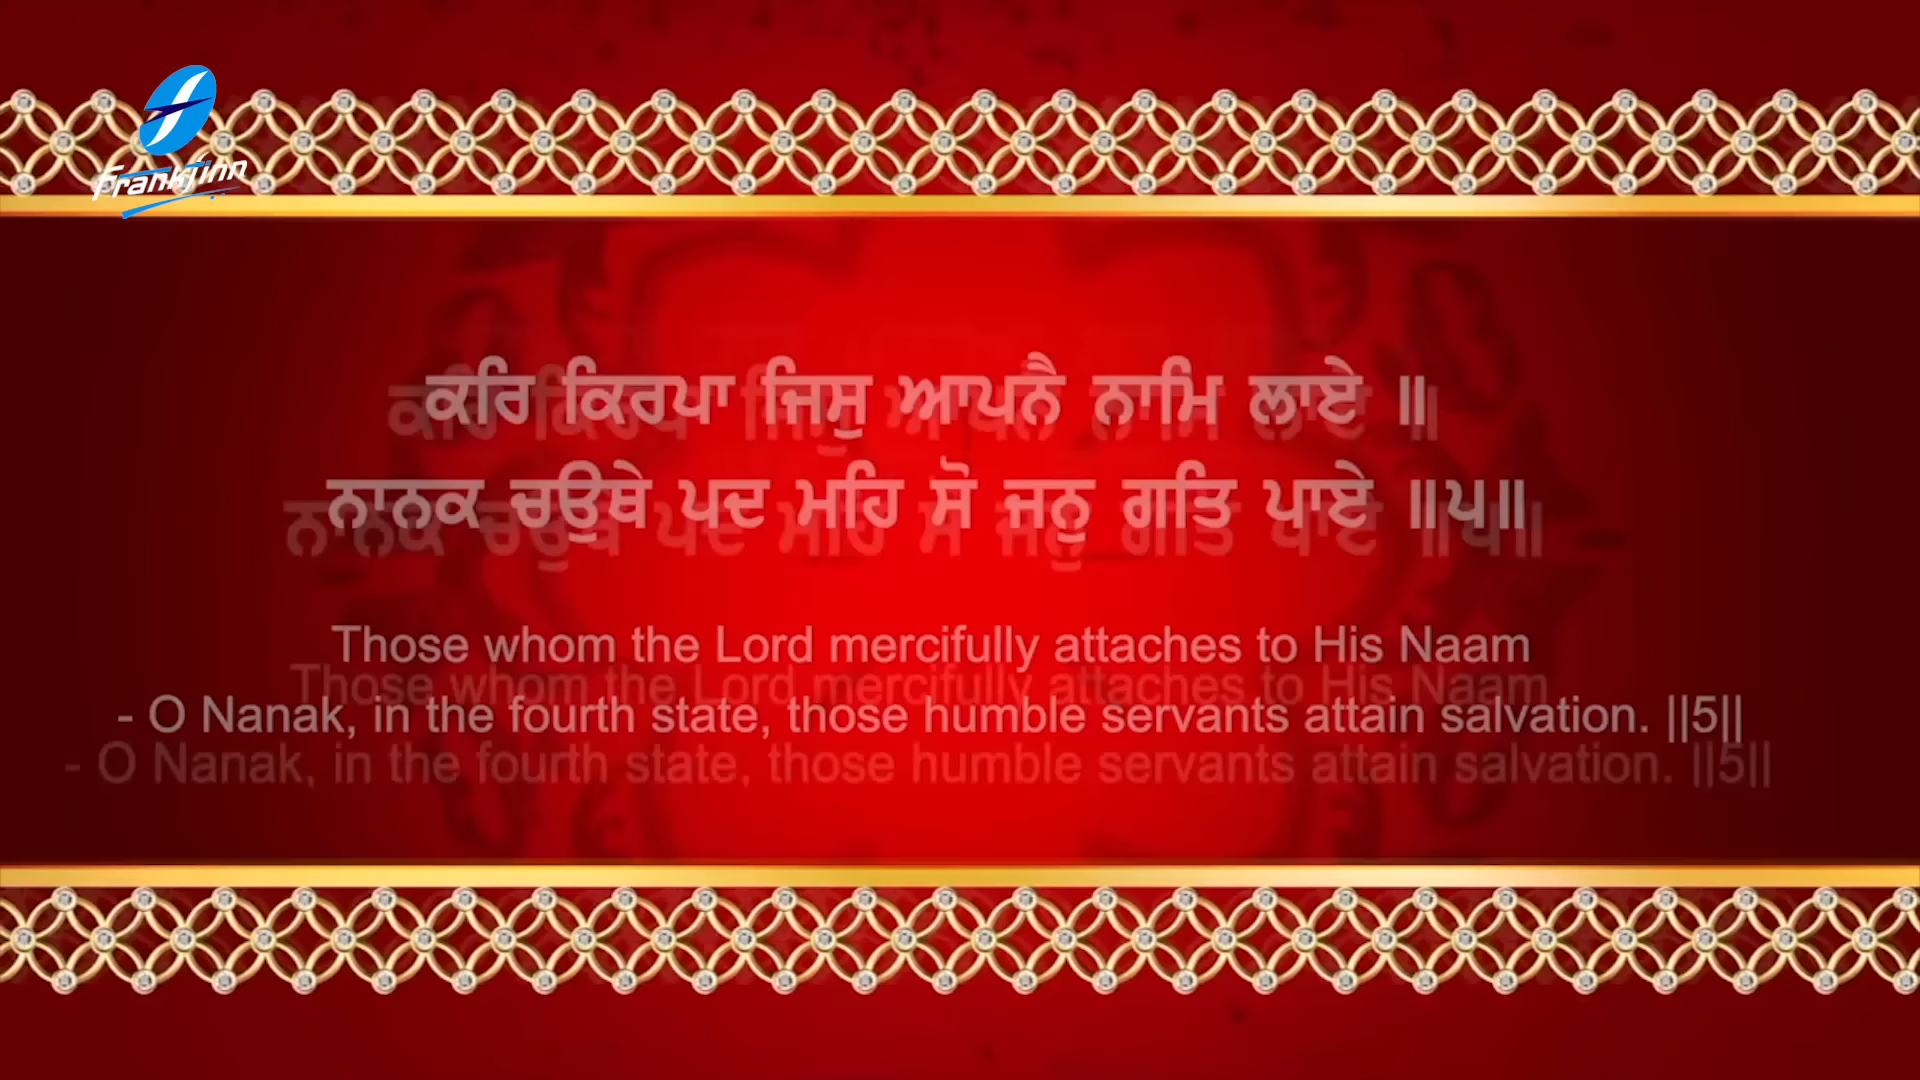 FrankFinn
ਕਰਿ ਕਿਰਪਾ ਜਿਸੁ ਆਪਨੈ ਨਾਮਿ ਲਾਏ ॥
ਨਾਨਕ ਚਉਥੇ ਪਦ ਮਹਿ ਸੋ ਜਨੁ ਗਤਿ ਪਾਏ ॥੫॥
Those whom the Lord mercifully attaches to His Naam
- O Nanak, in the fourth state, those humble servants attain salvation. ||5||